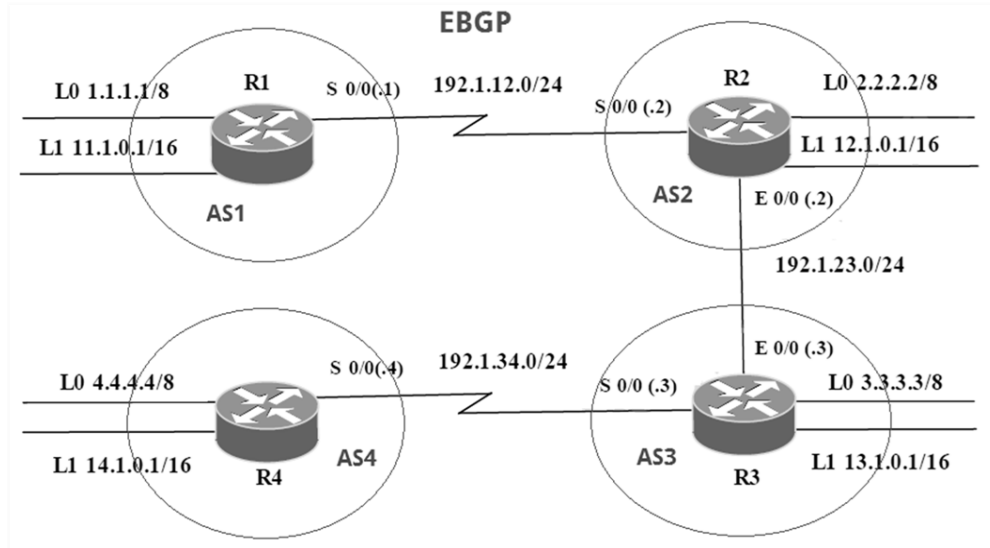 EBGP
L0 1.1.1.1/8
R1
S 0/0(.1)
192.1.12.0/24
S 0/0 (.2)
R2
L0 2.2.2.2/8
L1 11.1.0.1/16
L1 12.1.0.1/16
AS1
AS2
E 0/0 (.2)
192.1.23.0/24
E 0/0 (.3)
L0 4.4.4.4/8
S 0/0(.4)
192.1.34.0/24
S 0/0 (.3)
L0 3.3.3.3/8
L1 14.1.0.1/16
R4
AS4
AS3
R3
L1 13.1.0.1/16